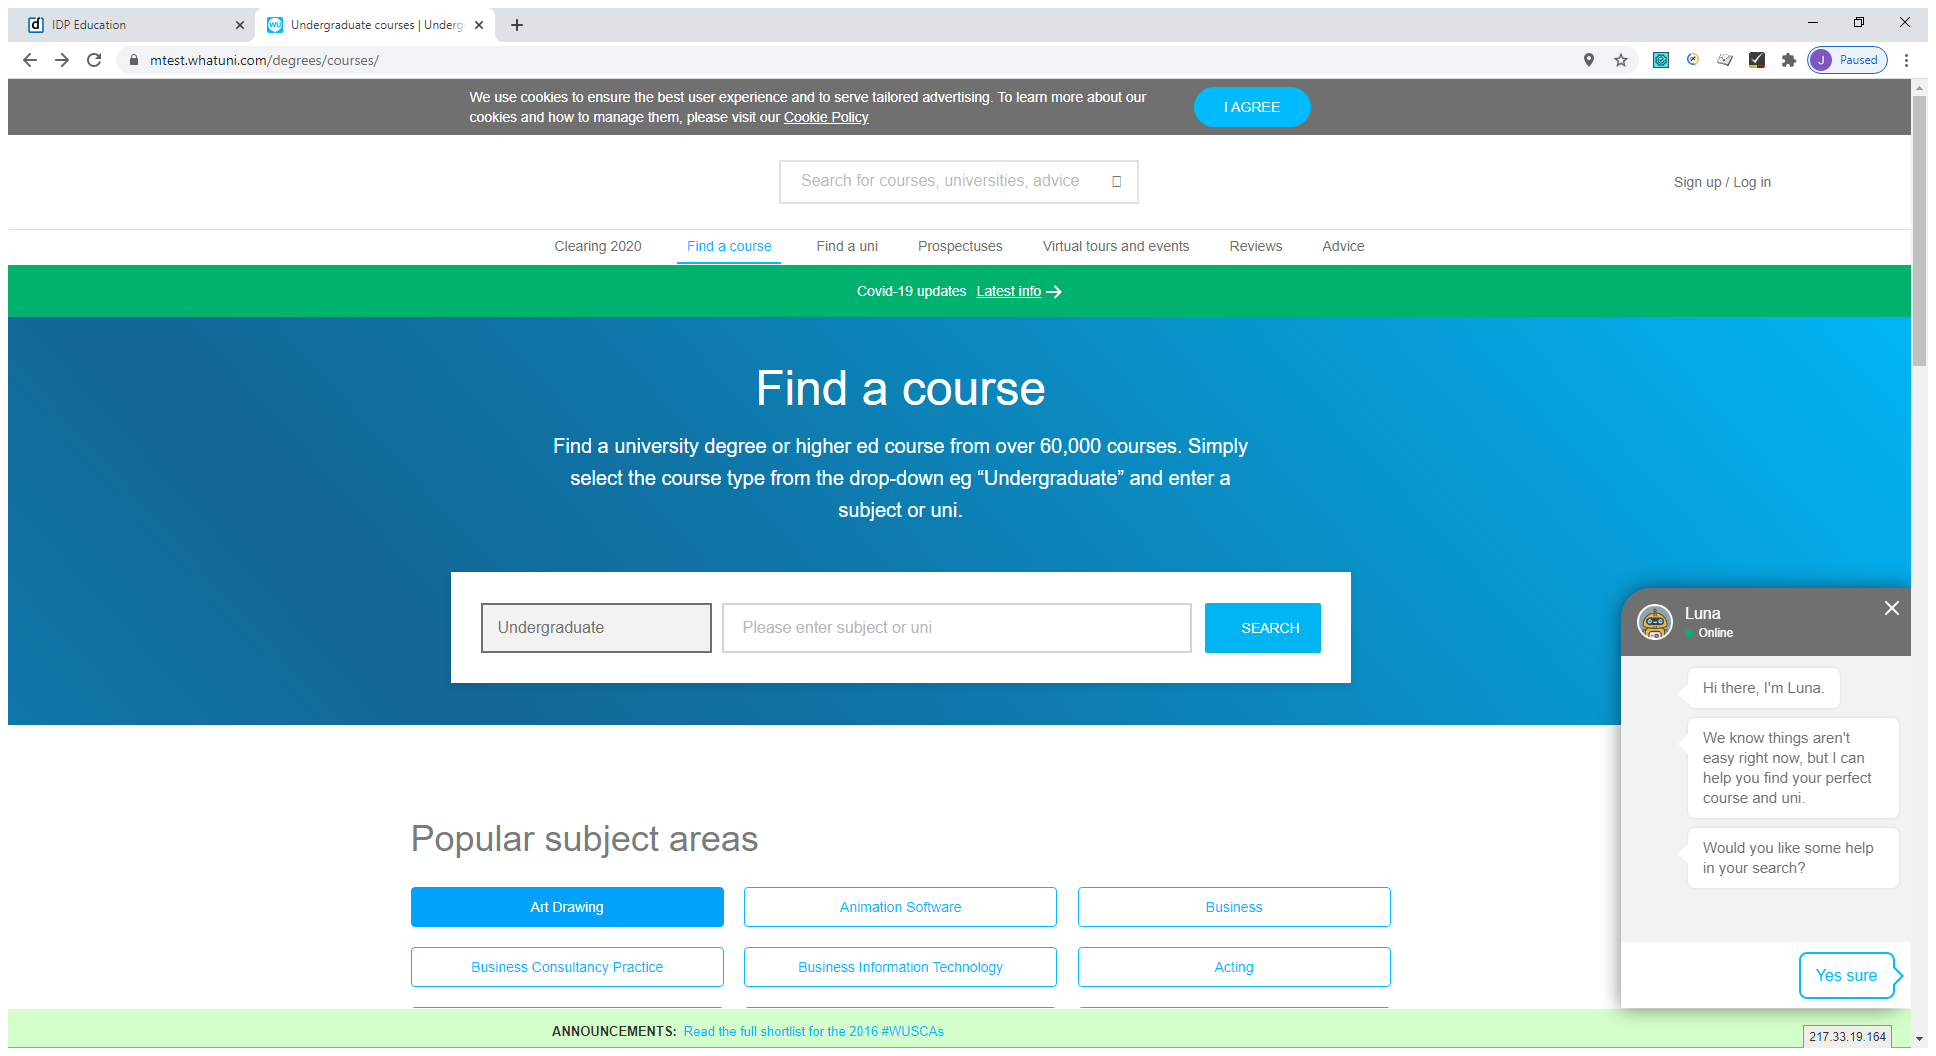 IDP Education
Undergraduate courses | Underg
mtest.whatuni.com/degrees/courses/
J Paused
We use cookies to ensure the best user experience and to serve tailored advertising. To learn more about our
cookies and how to manage them, please visit our Cookie Policy
I AGREE
Search for courses, universities, advice
Sign up / Log in
Clearing 2020
Find a course
Find a uni
Prospectuses
Virtual tours and events
Reviews
Advice
Covid-19 updates Latest info
Find a course
Find a university degree or higher ed course from over 60,000 courses. Simply
select the course type from the drop-down eg “Undergraduate” and enter a
subject or uni.
Undergraduate
Please enter subject or uni
SEARCH
Popular subject areas
Art Drawing
Animation Software
Business
Business Consultancy Practice
Business Information Technology
Acting
Luna
Online
Hi there, I'm Luna.
We know things aren't
easy right now, but I can
help you find your perfect
course and uni.
Would you like some help
in your search?
Yes sure
ANNOUNCEMENTS: Read the full shortlist for the 2016 #WUSCAs
217.33.19.164